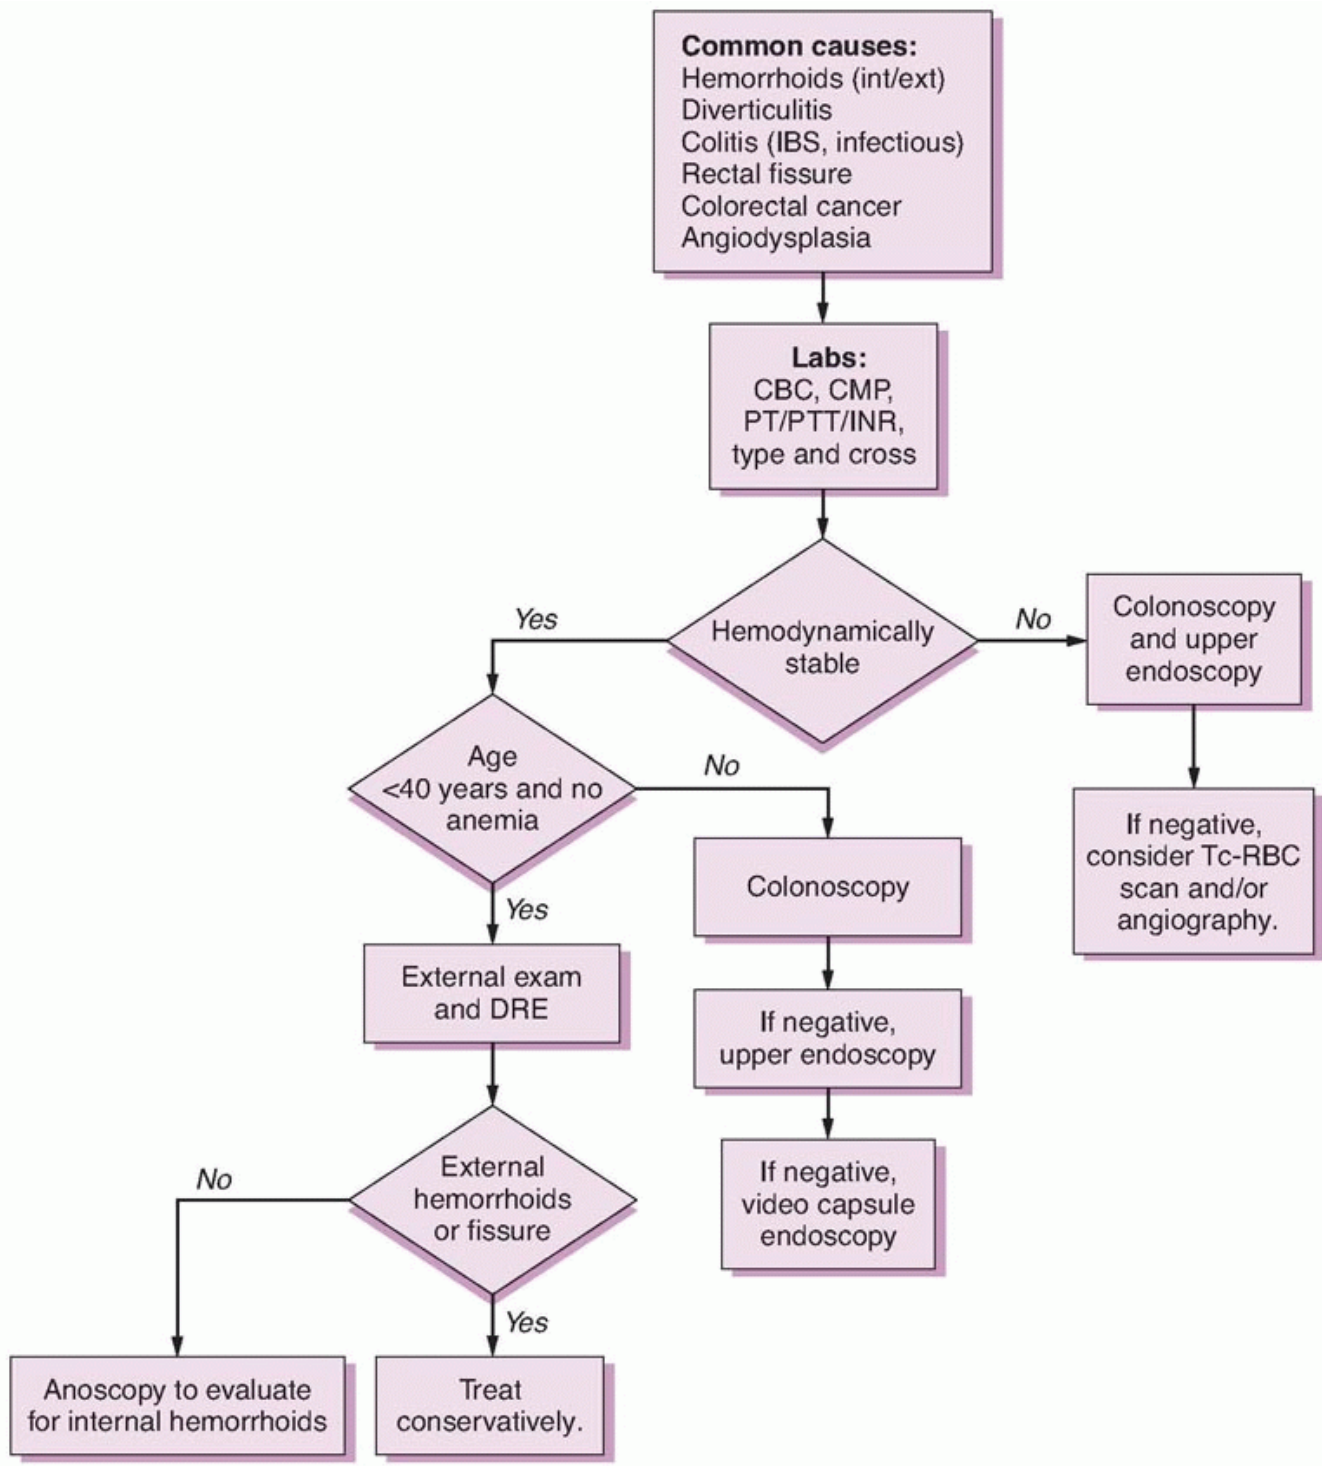 Common causes:
Hemorrhoids (int/ext)
Diverticulitis
Colitis (IBS, infectious)
Rectal fissure
Colorectal cancer
Angiodysplasia
Labs:
CBC, CMP,
PT/PTT/INR,
type and cross
Hemodynamically
stable
Yes
No
Colonoscopy
and upper
endoscopy
If negative,
consider Tc-RBC
scan and/or
angiography.
Age
<40 years and no
anemia
No
Colonoscopy
If negative,
upper endoscopy
If negative,
video capsule
endoscopy
Yes
External exam
and DRE
External
hemorrhoids
or fissure
No
Anoscopy to evaluate
for internal hemorrhoids
Yes
Treat
conservatively.